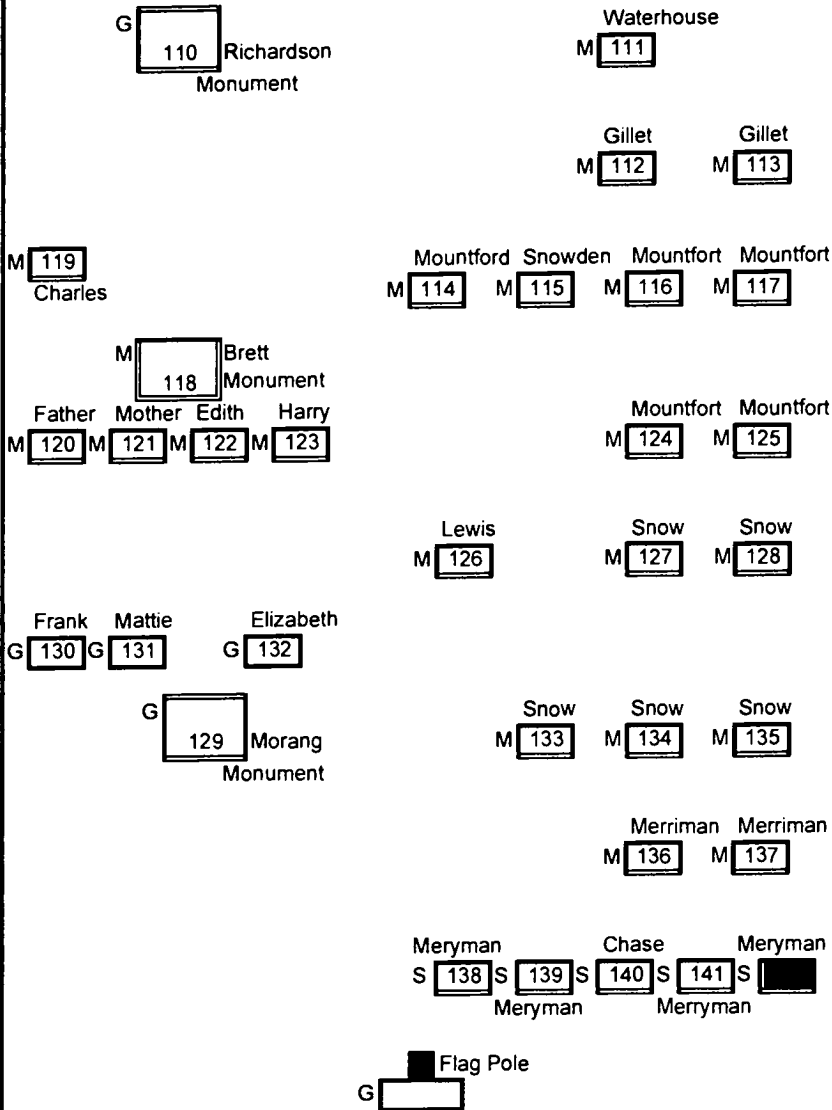 Waterhouse
G 110 Richardson M 111
Monument
Gillet Gillet
M 112 M 113
M 119 Mountford Snowden Mountfort Mountfort
Charles M 114 M 115 M 116 M 117
M Brett
118 Monument
Father Mother Edith Harry Mountfort Mountfort
M 120 M 121 M 122 M 123 M 124 M 125
Lewis Snow Snow
M 126 M 127 M 128
Frank Mattie Elizabeth
G 130 G 131 G 132
G Snow Snow Snow
129 Morang M 133 M 134 M 135
Monument
Merriman Merriman
M 136 M 137
Meryman Chase Meryman
S 138 S 139 S 140 S 141 S
Meryman Merryman
Flag Pole
G